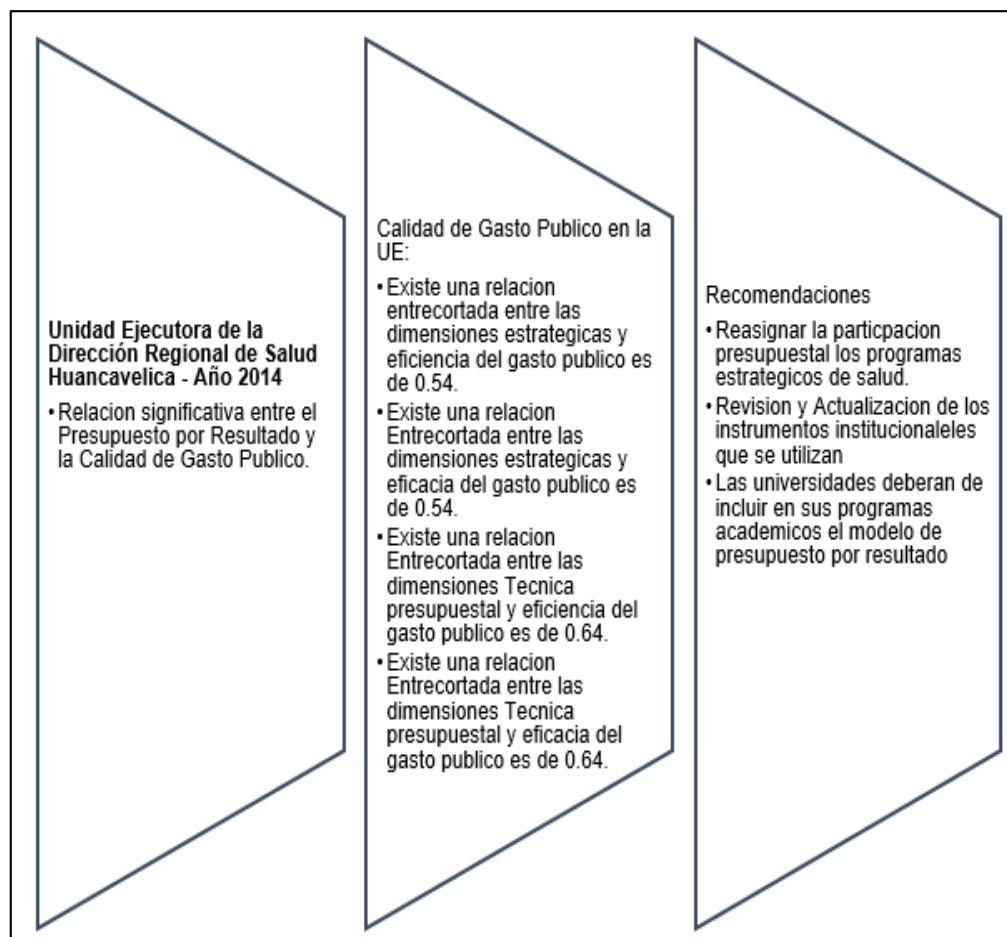 Unidad Ejecutora de la
Dirección Regional de Salud
Huancavelica - Año 2014
• Relacion significativa entre el
Presupuesto por Resultado y
la Calidad de Gasto Publico.
Calidad de Gasto Publico en la
UE:
• Existe una relacion
entrecortada entre las
dimensiones estrategicas y
eficiencia del gasto publico es
de 0.54.
• Existe una relacion
Entrecortada entre las
dimensiones estrategicas y
eficacia del gasto publico es
de 0.54.
• Existe una relacion
Entrecortada entre las
dimensiones Tecnica
presupuestal y eficiencia del
gasto publico es de 0.64.
• Existe una relacion
Entrecortada entre las
dimensiones Tecnica
presupuestal y eficacia del
gasto publico es de 0.64.
Recomendaciones
• Reasignar la particpacion
presupuestal los programas
estrategicos de salud.
• Revision y Actualizacion de los
instrumentos institucionaleles
que se utilizan
• Las universidades deberan de
incluir en sus programas
academicos el modelo de
presupuesto por resultado